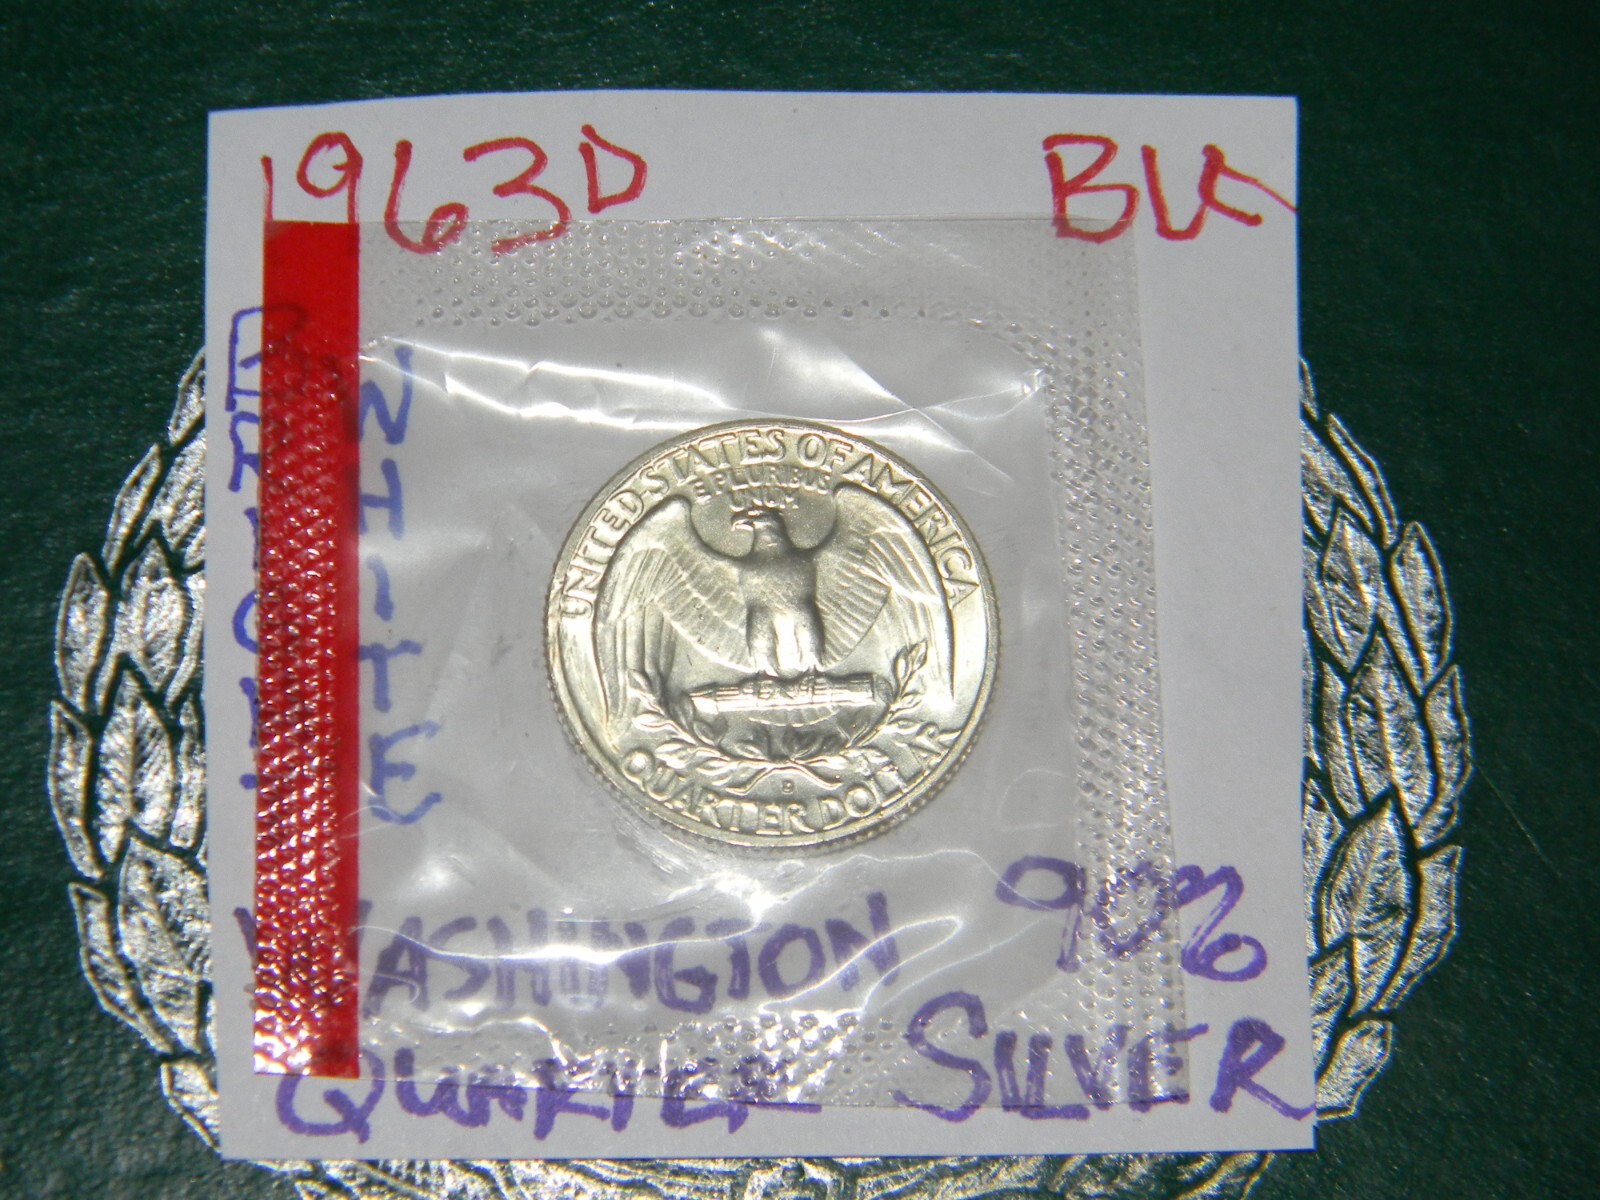 1963D
BU
WHITE
UNITED STATES OF AMERICA
E PLURIBUS
UNUM
D
QUARTER DOLLAR
WASHINGTON 90%
QUARTER SILVER